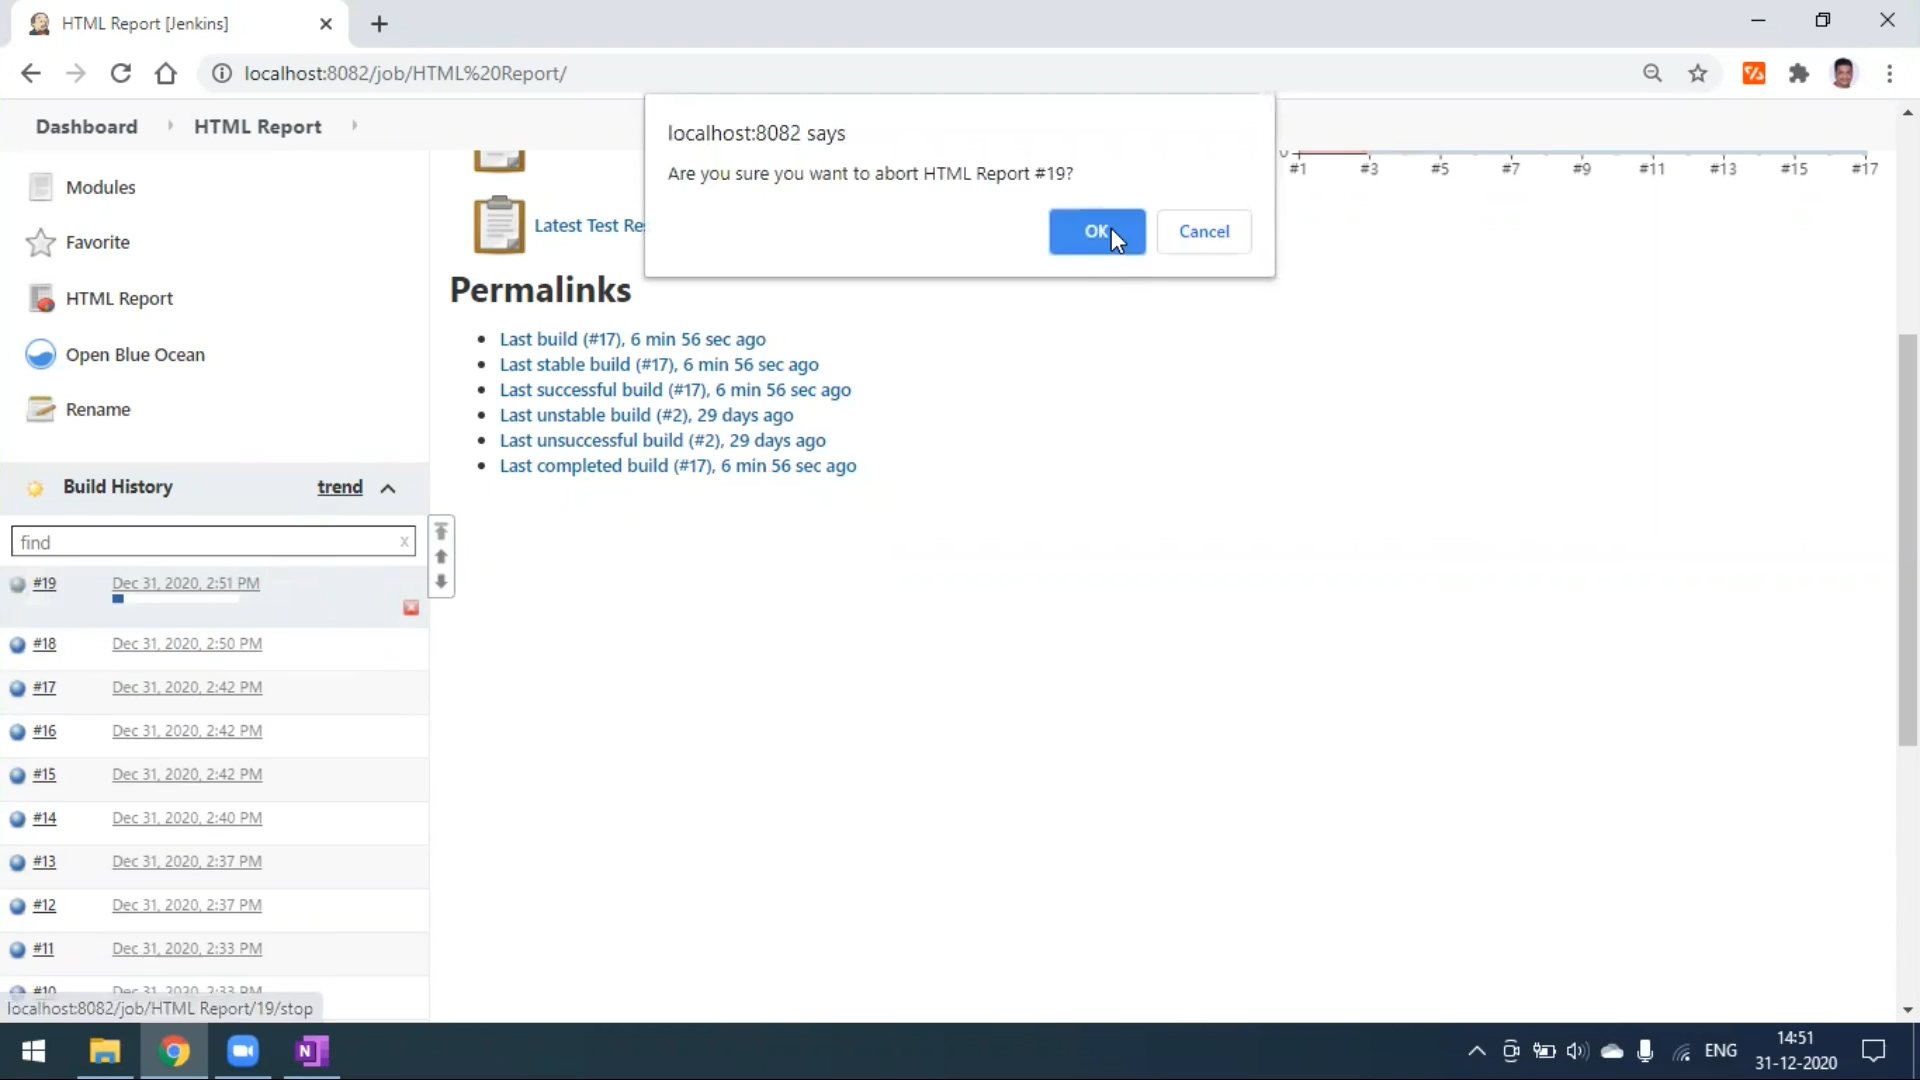 HTML Report [Jenkins]
localhost:8082/job/HTML%20Report/
Dashboard
HTML Report
localhost:8082 says
Are you sure you want to abort HTML Report #19?
OK
Cancel
0
#1
#3
#5
#7
#9
#11
#13
#15
#17
Modules
Favorite
HTML Report
Open Blue Ocean
Rename
Latest Test Re
Permalinks
Last build (#17), 6 min 56 sec ago
Last stable build (#17), 6 min 56 sec ago
Last successful build (#17), 6 min 56 sec ago
Last unstable build (#2), 29 days ago
Last unsuccessful build (#2), 29 days ago
Last completed build (#17), 6 min 56 sec ago
Build History
trend
find
x
#19 Dec 31, 2020, 2:51 PM
#18 Dec 31, 2020, 2:50 PM
#17 Dec 31, 2020, 2:42 PM
#16 Dec 31, 2020, 2:42 PM
#15 Dec 31, 2020, 2:42 PM
#14 Dec 31, 2020, 2:40 PM
#13 Dec 31, 2020, 2:37 PM
#12 Dec 31, 2020, 2:37 PM
#11 Dec 31, 2020, 2:33 PM
#10 Dec 31, 2020, 2:33 PM
localhost:8082/job/HTML Report/19/stop
N
ENG
14:51
31-12-2020